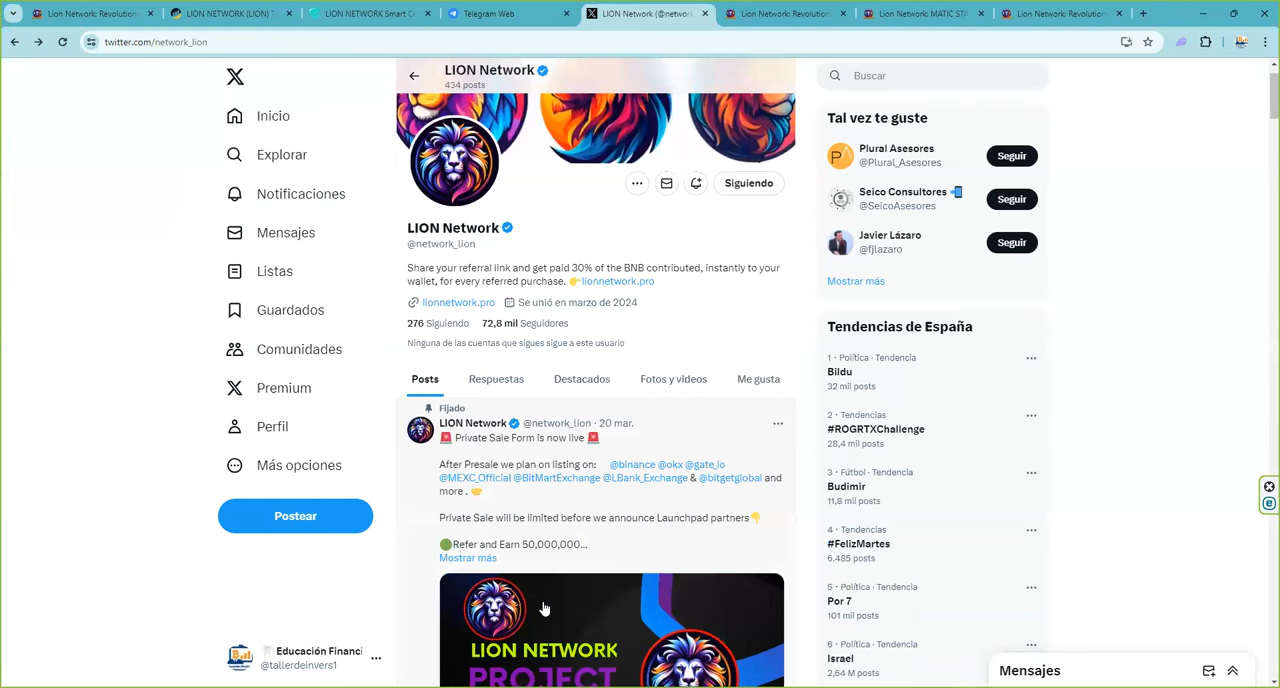 Lion Network: Revolution
LION NETWORK (LION) T
LION NETWORK Smart C
Telegram Web
LION Network (@networ
Lion Network: Revolution
Lion Network: MATIC STA
Lion Network: Revolution
twitter.com/network_lion
LION Network
434 posts
Buscar
Inicio
Explorar
Notificaciones
Mensajes
Listas
Guardados
Comunidades
Premium
Perfil
Más opciones
Postear
Educación Financi
@tallerdeinvers1
Siguiendo
LION Network
@network_lion
Share your referral link and get paid 30% of the BNB contributed, instantly to your
wallet, for every referred purchase. 👉lionnetwork.pro
lionnetwork.pro Se unió en marzo de 2024
276 Siguiendo 72,8 mil Seguidores
Ninguna de las cuentas que sigues sigue a este usuario
Posts Respuestas Destacados Fotos y vídeos Me gusta
Fijado
LION Network @network_lion · 20 mar.
🚨 Private Sale Form is now live 🚨
After Presale we plan on listing on: @binance @okx @gate_io
@MEXC_Official @BitMartExchange @LBank_Exchange & @bitgetglobal and
more . 🤝
Private Sale will be limited before we announce Launchpad partners👇
🟢Refer and Earn 50,000,000...
Mostrar más
LION NETWORK
PROJECT
Tal vez te guste
Plural Asesores
@Plural_Asesores
Seguir
Seico Consultores 📲
@SeicoAsesores
Seguir
Javier Lázaro
@fjlazaro
Seguir
Mostrar más
Tendencias de España
1 · Política · Tendencia
Bildu
32 mil posts
2 · Tendencias
#ROGRTXChallenge
28,4 mil posts
3 · Fútbol · Tendencia
Budimir
11,8 mil posts
4 · Tendencias
#FelizMartes
6.485 posts
5 · Política · Tendencia
Por 7
101 mil posts
6 · Política · Tendencia
Israel
2,64 M posts
Mensajes